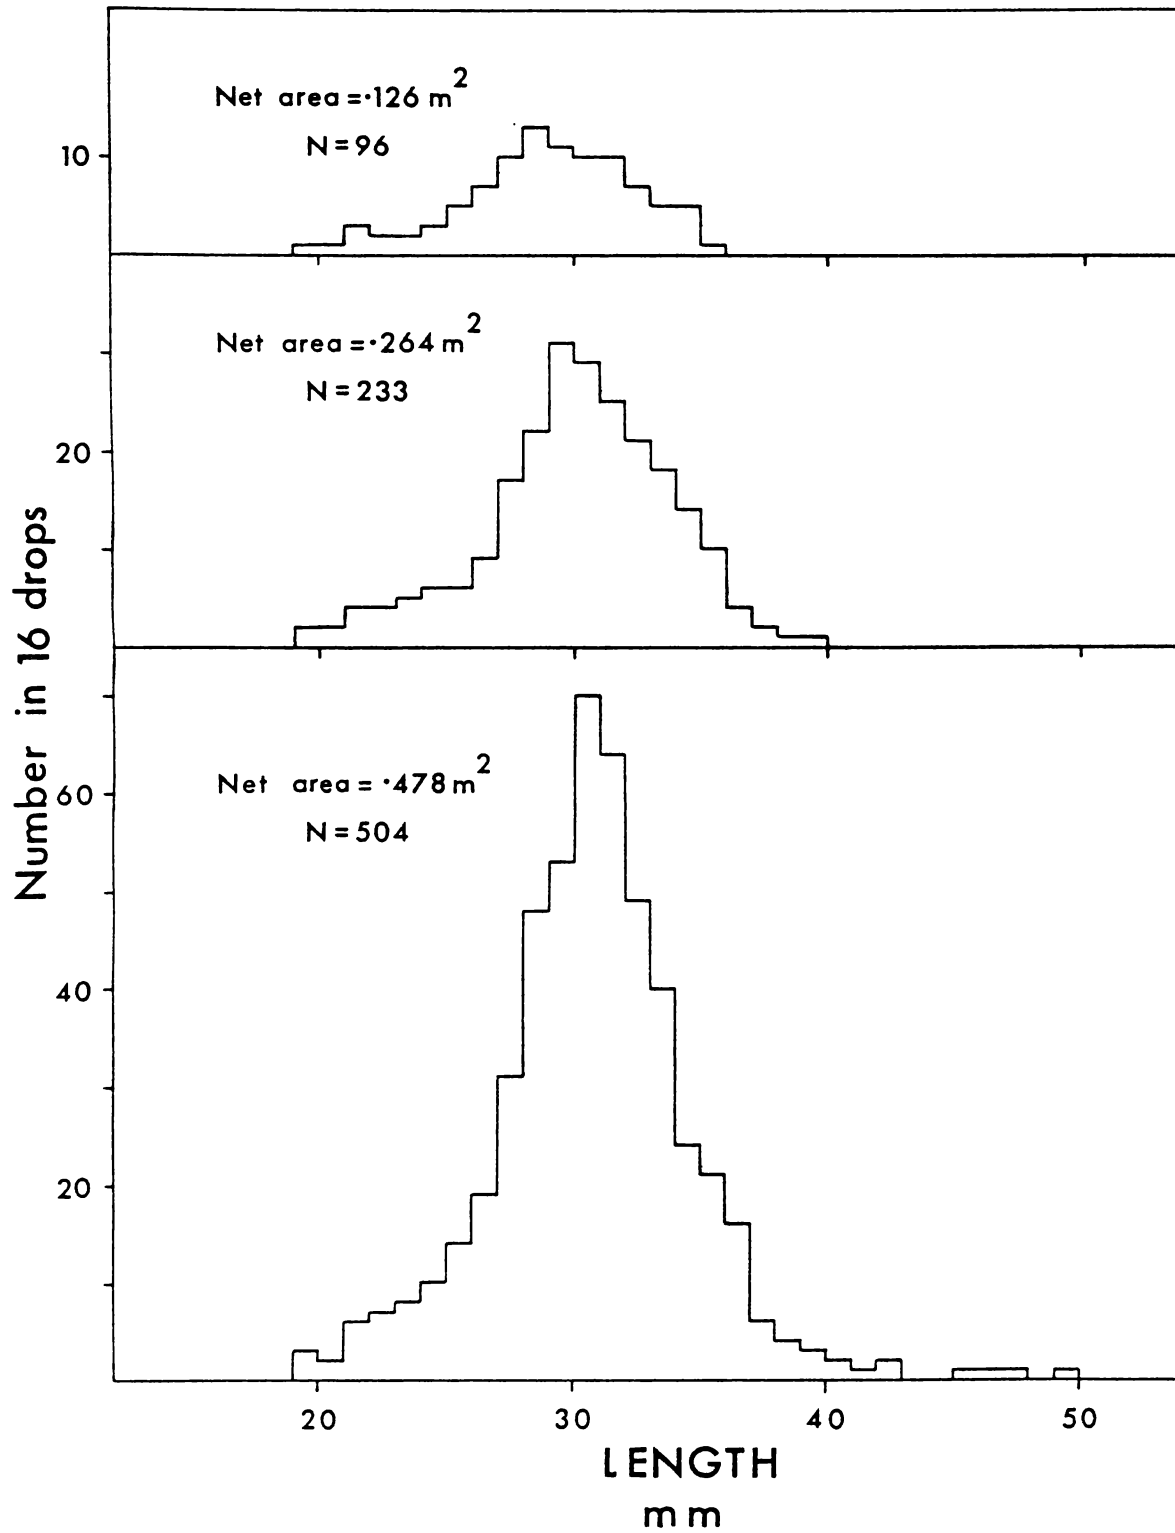 Net area = ·126 m²
N = 96
10
Net area = ·264 m²
N = 233
20
Number in 16 drops
Net area = ·478 m²
N = 504
60
40
20
20 30 40 50
LENGTH
mm